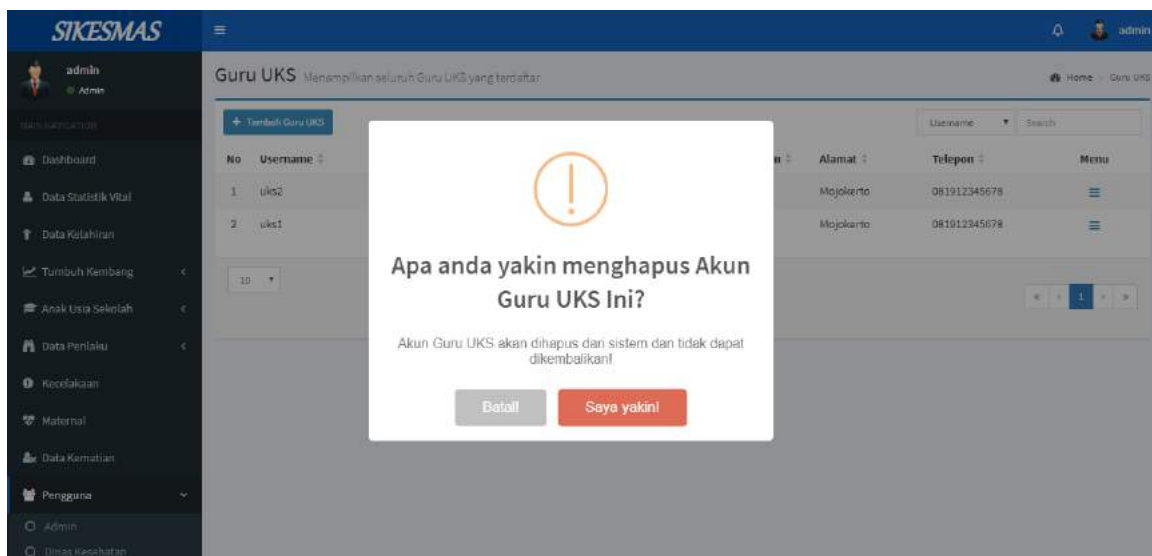 SIKESMAS
admin
admin
Admin
Guru UKS Menampilkan seluruh Guru UKS yang terdaftar
Home > Guru UKS
MAIN NAVIGATION
+ Tambah Guru UKS
Username
Search
No Username
n Alamat Telepon Menu
1 uks2 Mojokerto 081912345678
2 uks1 Mojokerto 081912345678
10
« ‹ 1 › »
Dashboard
Data Statistik Vital
Data Kelahiran
Tumbuh Kembang
Anak Usia Sekolah
Data Perilaku
Kecelakaan
Maternal
Data Kematian
Pengguna
Admin
Dinas Kesehatan
Apa anda yakin menghapus Akun
Guru UKS Ini?
Akun Guru UKS akan dihapus dari sistem dan tidak dapat
dikembalikan!
Batal!
Saya yakin!